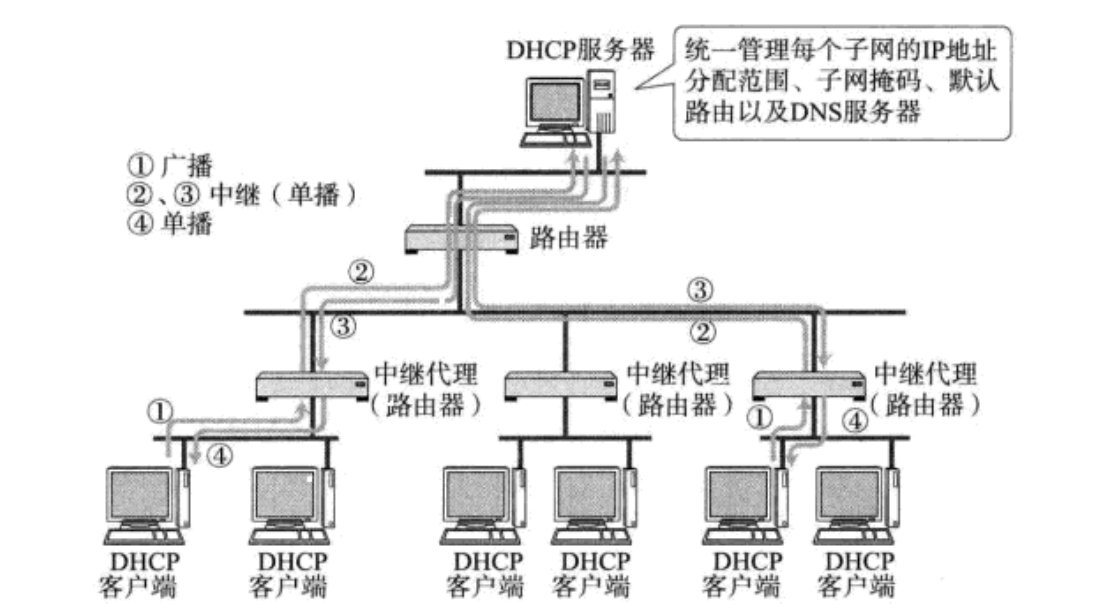 DHCP服务器
统一管理每个子网的IP地址
分配范围、子网掩码、默认
路由以及DNS服务器
① 广播
②、③ 中继（单播）
④ 单播
路由器
②
③
③
②
中继代理
（路由器）
中继代理
（路由器）
中继代理
（路由器）
①
④
①
④
DHCP
客户端
DHCP
客户端
DHCP
客户端
DHCP
客户端
DHCP
客户端
DHCP
客户端